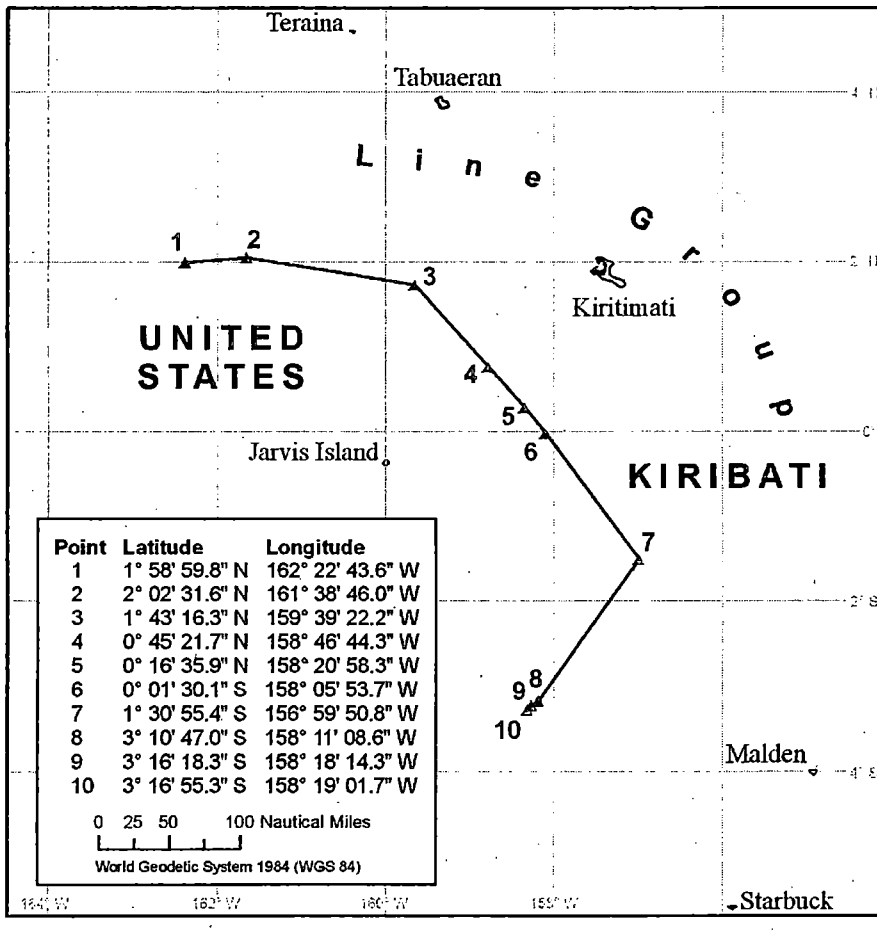 Teraina
Tabuaeran
Line Group
1
2
3
Kiritimati
UNITED
STATES
4
5
6
Jarvis Island
KIRIBATI
7
8
9
10
Malden
Starbuck
Point Latitude Longitude
1 1° 58' 59.8" N 162° 22' 43.6" W
2 2° 02' 31.6" N 161° 38' 46.0" W
3 1° 43' 16.3" N 159° 39' 22.2" W
4 0° 45' 21.7" N 158° 46' 44.3" W
5 0° 16' 35.9" N 158° 20' 58.3" W
6 0° 01' 30.1" S 158° 05' 53.7" W
7 1° 30' 55.4" S 156° 59' 50.8" W
8 3° 10' 47.0" S 158° 11' 08.6" W
9 3° 16' 18.3" S 158° 18' 14.3" W
10 3° 16' 55.3" S 158° 19' 01.7" W
0 25 50 100 Nautical Miles
World Geodetic System 1984 (WGS 84)
0°
162° W
160° W